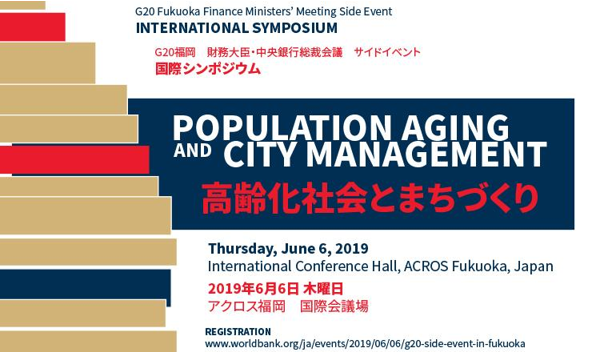 G20 Fukuoka Finance Ministers' Meeting Side Event
INTERNATIONAL SYMPOSIUM
G20福岡　財務大臣・中央銀行総裁会議　サイドイベント
国際シンポジウム
POPULATION AGING
AND CITY MANAGEMENT
高齢化社会とまちづくり
Thursday, June 6, 2019
International Conference Hall, ACROS Fukuoka, Japan
2019年6月6日 木曜日
アクロス福岡　国際会議場
REGISTRATION
www.worldbank.org/ja/events/2019/06/06/g20-side-event-in-fukuoka